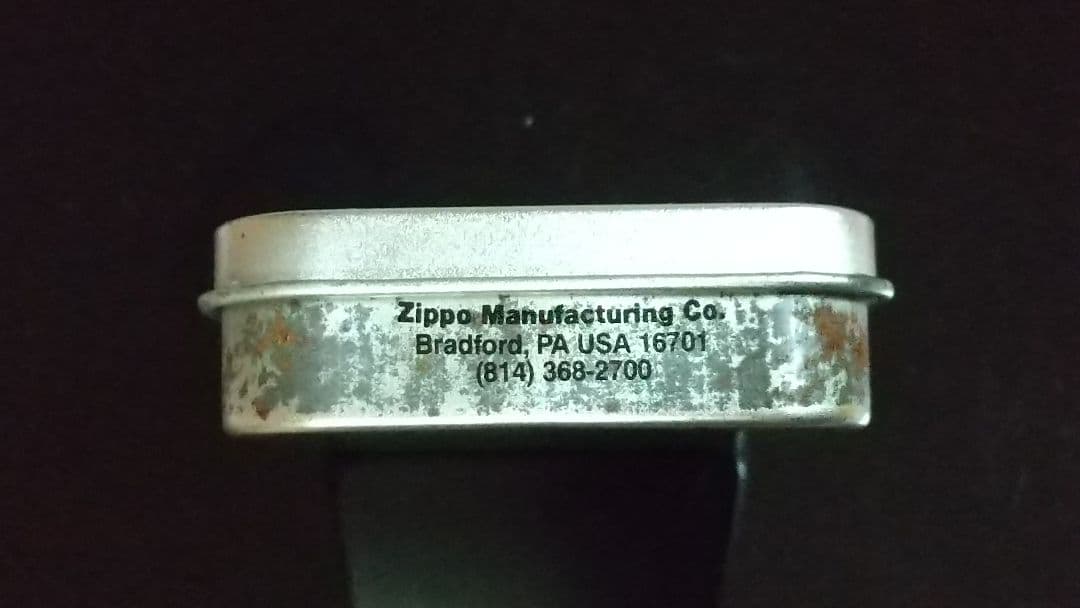 Zippo Manufacturing Co.
Bradford, PA USA 16701
(814) 368-2700